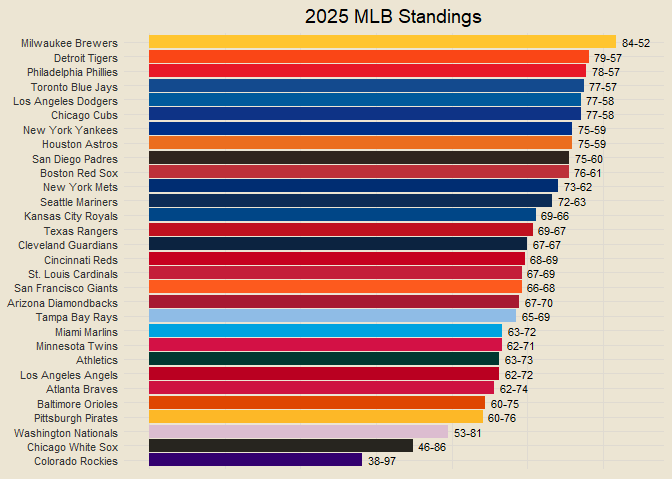 2025 MLB Standings
Milwaukee Brewers 84-52
Detroit Tigers 79-57
Philadelphia Phillies 78-57
Toronto Blue Jays 77-57
Los Angeles Dodgers 77-58
Chicago Cubs 77-58
New York Yankees 75-59
Houston Astros 75-59
San Diego Padres 75-60
Boston Red Sox 76-61
New York Mets 73-62
Seattle Mariners 72-63
Kansas City Royals 69-66
Texas Rangers 69-67
Cleveland Guardians 67-67
Cincinnati Reds 68-69
St. Louis Cardinals 67-69
San Francisco Giants 66-68
Arizona Diamondbacks 67-70
Tampa Bay Rays 65-69
Miami Marlins 63-72
Minnesota Twins 62-71
Athletics 63-73
Los Angeles Angels 62-72
Atlanta Braves 62-74
Baltimore Orioles 60-75
Pittsburgh Pirates 60-76
Washington Nationals 53-81
Chicago White Sox 46-86
Colorado Rockies 38-97